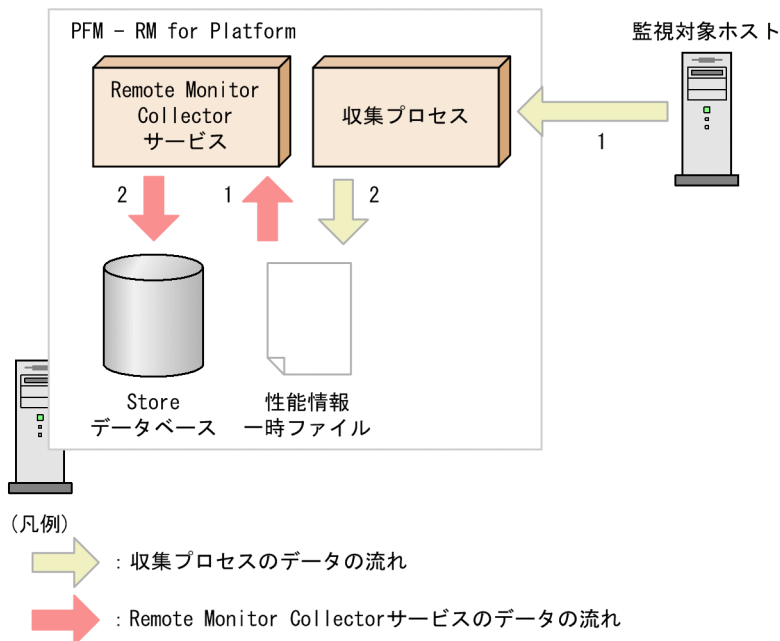 PFM - RM for Platform
監視対象ホスト
Remote Monitor
Collector
サービス
収集プロセス
1
2
1
2
Store
データベース
性能情報
一時ファイル
(凡例)
：収集プロセスのデータの流れ
：Remote Monitor Collectorサービスのデータの流れ